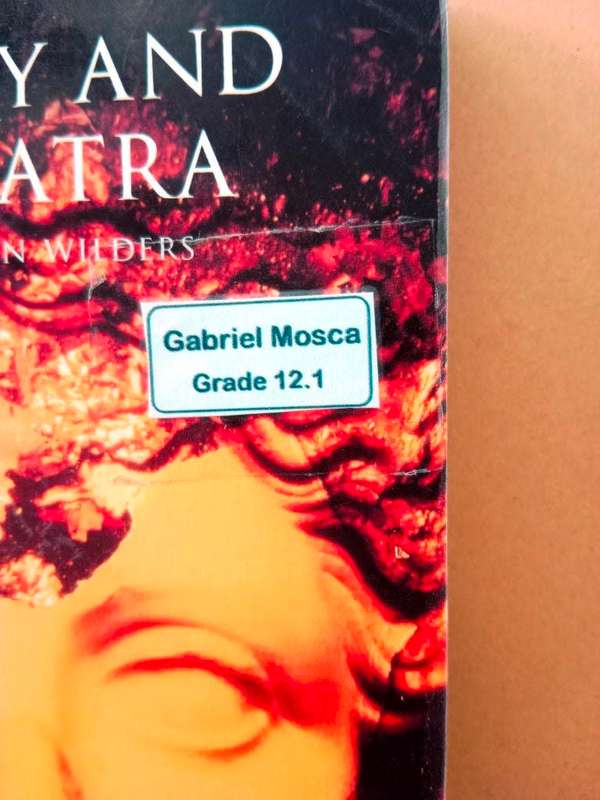 Y AND
ATRA
N WILDERS
Gabriel Mosca
Grade 12.1